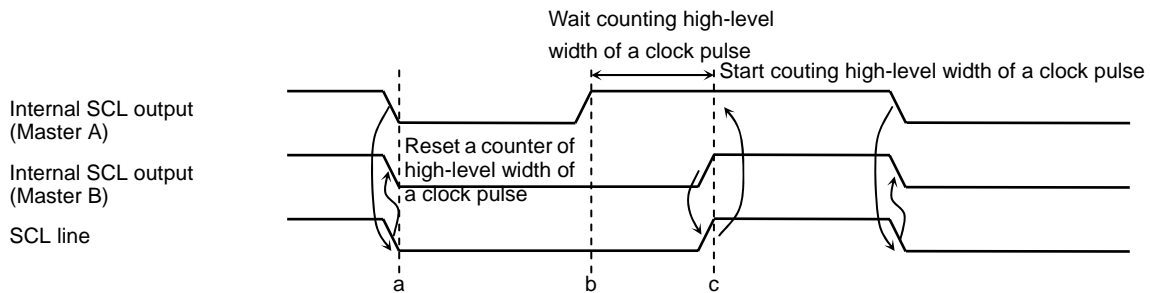 Wait counting high-level
width of a clock pulse
Start couting high-level width of a clock pulse
Internal SCL output
(Master A)
Reset a counter of
high-level width of
a clock pulse
Internal SCL output
(Master B)
SCL line
a
b
c